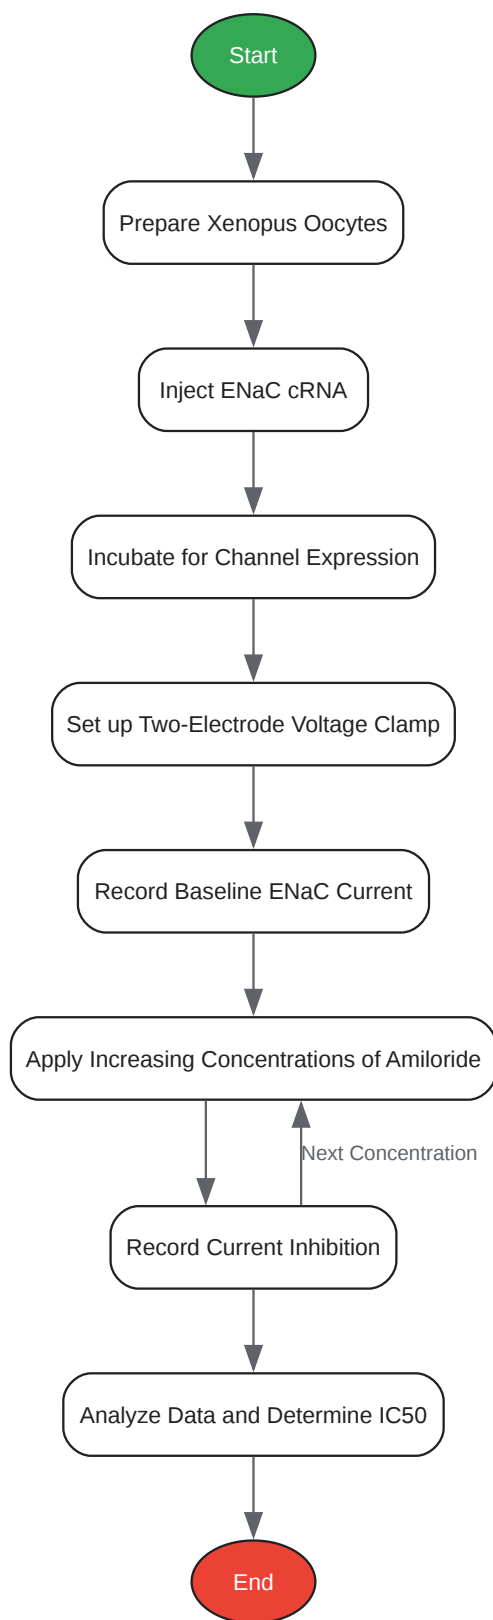 Start
Prepare Xenopus Oocytes
Inject ENaC cRNA
Incubate for Channel Expression
Set up Two-Electrode Voltage Clamp
Record Baseline ENaC Current
Apply Increasing Concentrations of Amiloride
Next Concentration
Record Current Inhibition
Analyze Data and Determine IC50
End